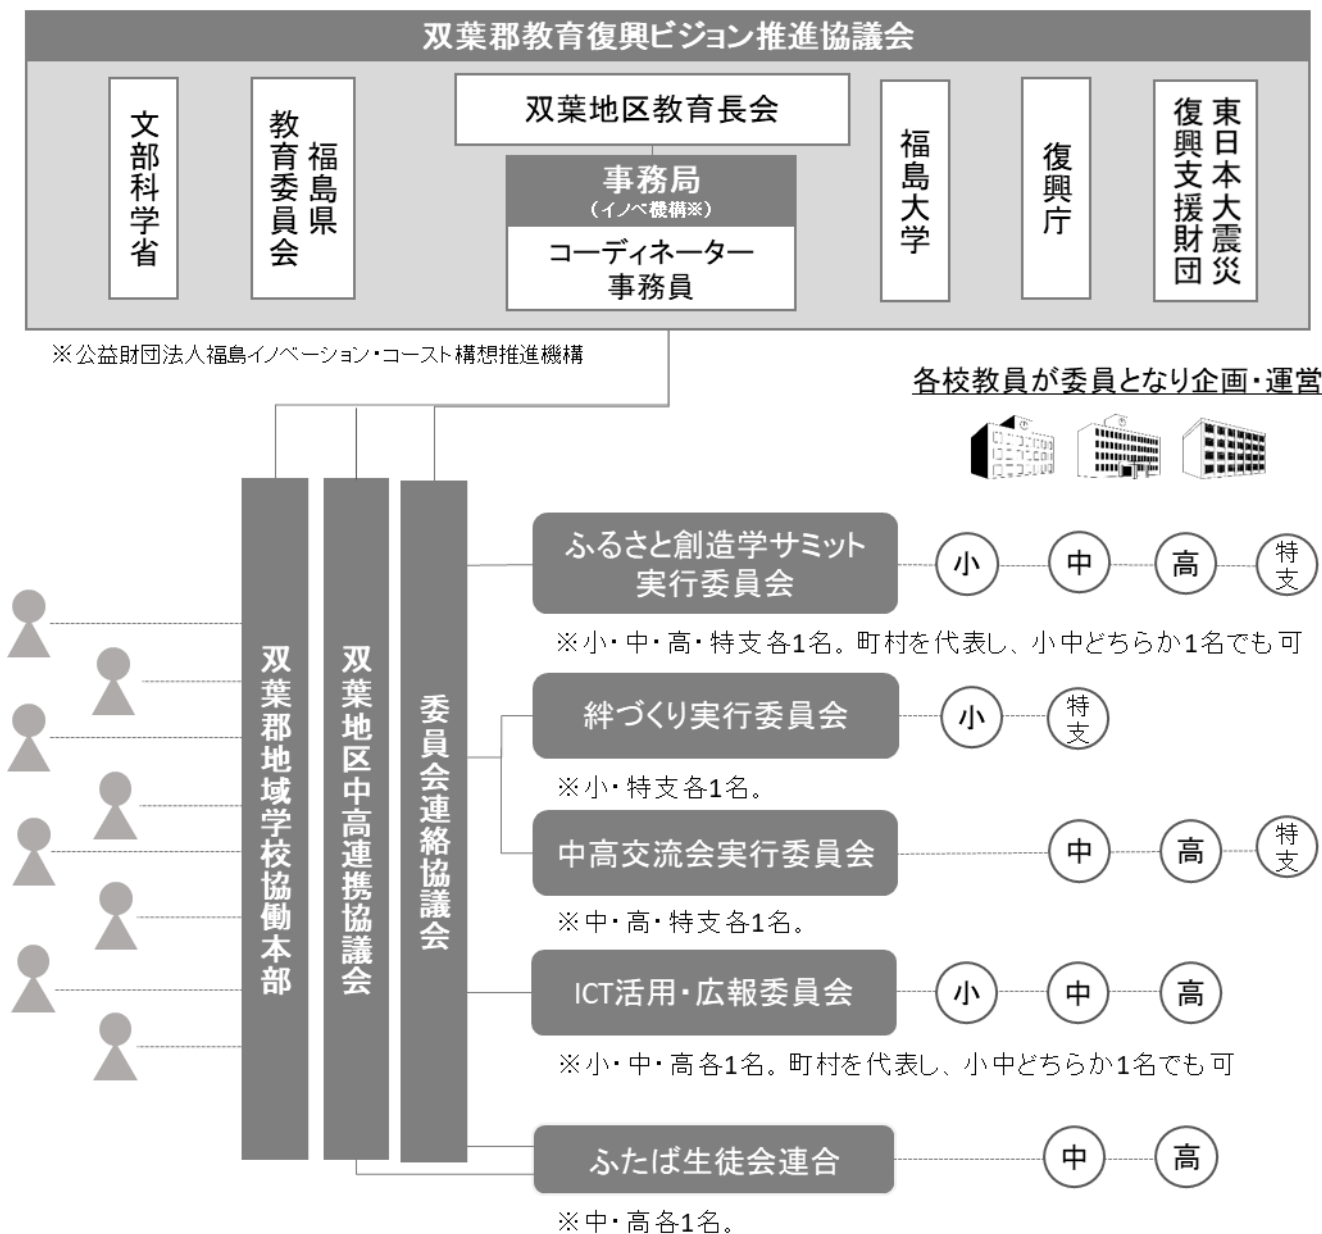 双葉郡教育復興ビジョン推進協議会
文部科学省
福島県
教育委員会
双葉地区教育長会
事務局
(イノベ機構※)
コーディネーター
事務員
福島大学
復興庁
東日本大震災
復興支援財団
※公益財団法人福島イノベーション・コースト構想推進機構
各校教員が委員となり企画・運営
双葉郡地域学校協働本部
双葉地区中高連携協議会
委員会連絡協議会
ふるさと創造学サミット
実行委員会
小
中
高
特支
※小・中・高・特支各1名。町村を代表し、小中どちらか1名でも可
絆づくり実行委員会
小
特支
※小・特支各1名。
中高交流会実行委員会
中
高
特支
※中・高・特支各1名。
ICT活用・広報委員会
小
中
高
※小・中・高各1名。町村を代表し、小中どちらか1名でも可
ふたば生徒会連合
中
高
※中・高各1名。